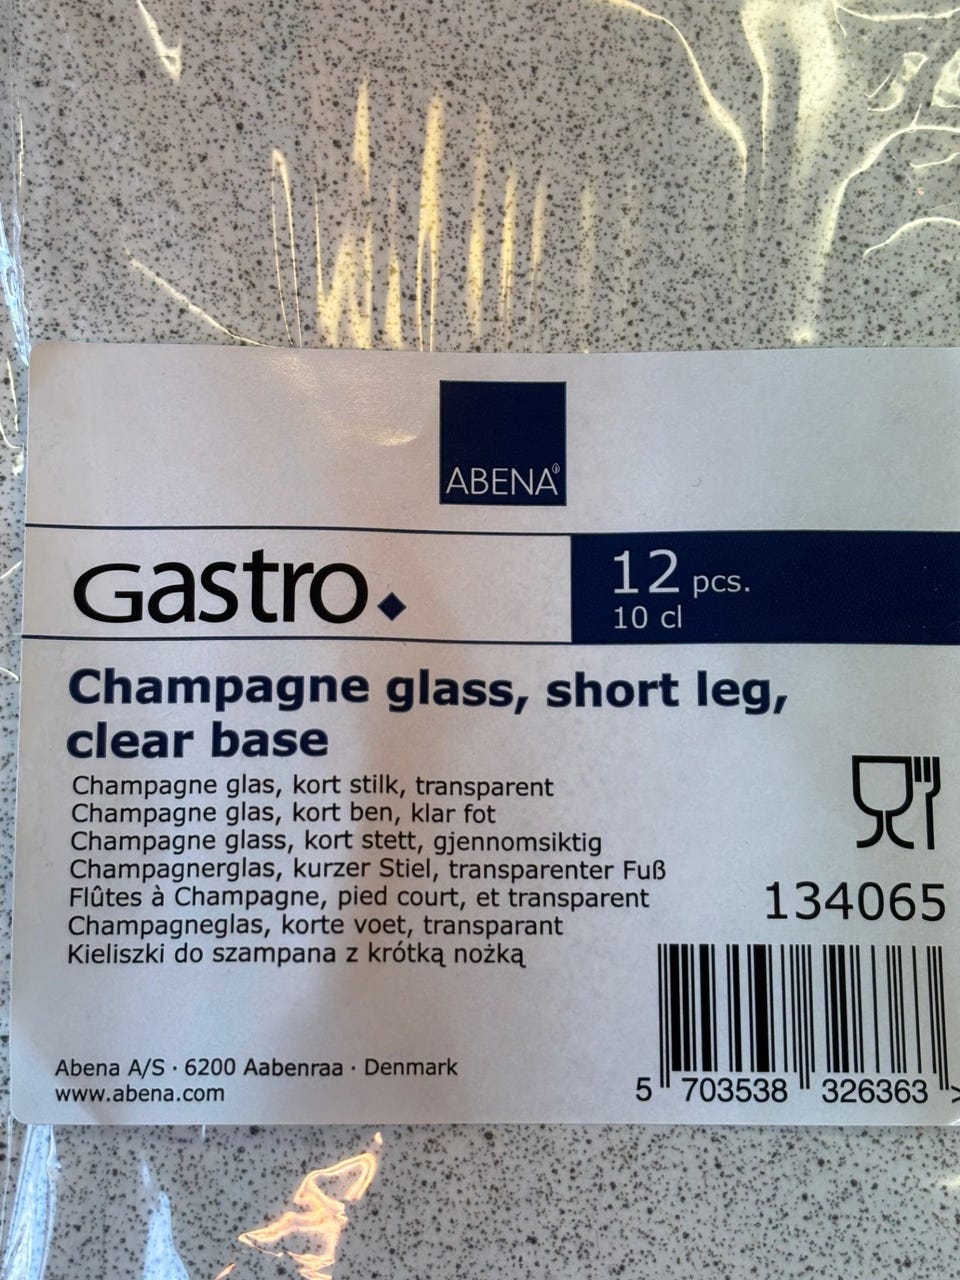 ABENA®
Gastro
12 pcs.
10 cl
Champagne glass, short leg,
clear base
Champagne glas, kort stilk, transparent
Champagne glas, kort ben, klar fot
Champagne glass, kort stett, gjennomsiktig
Champagnerglas, kurzer Stiel, transparenter Fuß
Flûtes à Champagne, pied court, et transparent
Champagneglas, korte voet, transparant
Kieliszki do szampana z krótką nożką
134065
Abena A/S · 6200 Aabenraa · Denmark
www.abena.com
5 703538 326363 >